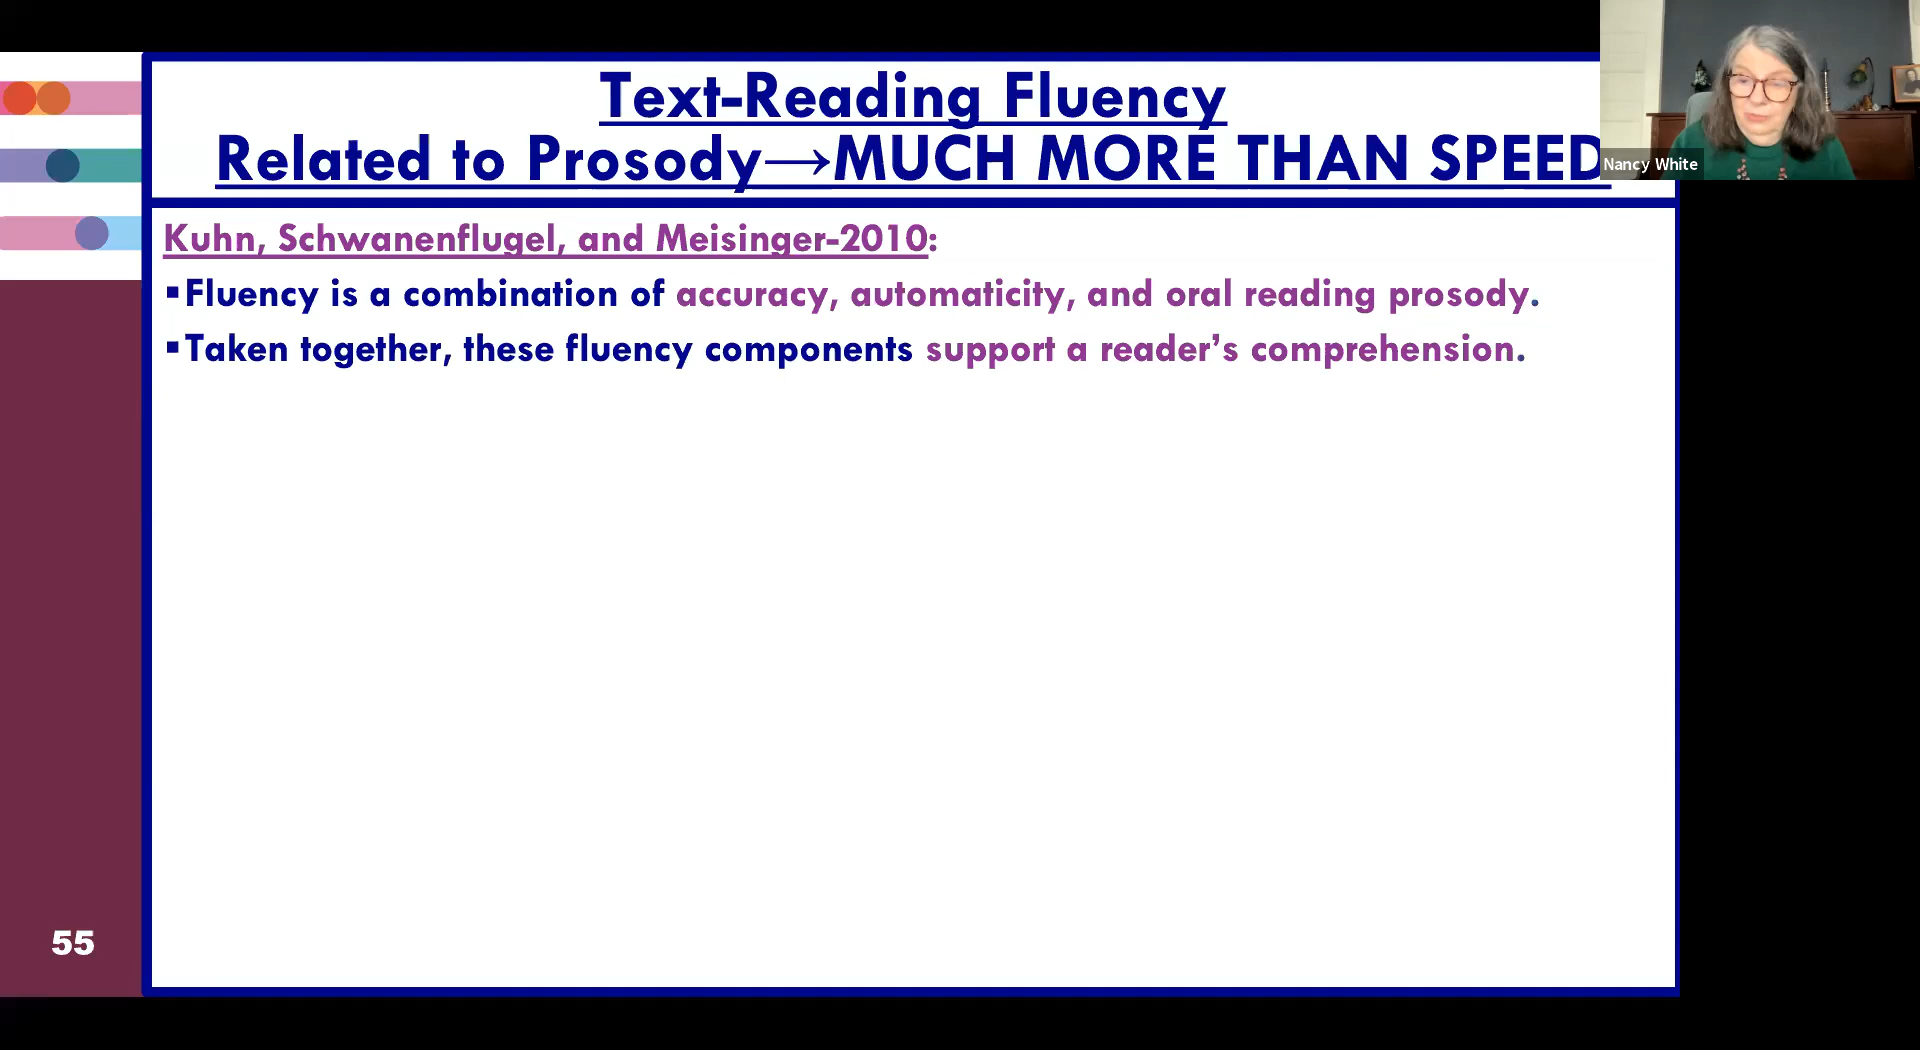 Text-Reading Fluency
Related to Prosody→MUCH MORE THAN SPEED
Nancy White
Kuhn, Schwanenflugel, and Meisinger-2010:
▪Fluency is a combination of accuracy, automaticity, and oral reading prosody.
▪Taken together, these fluency components support a reader’s comprehension.
55